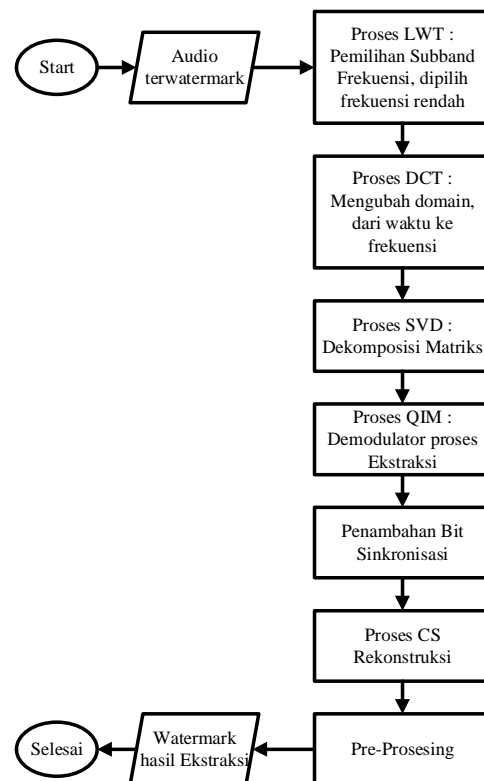 Start
Audio
terwatermark
Proses LWT :
Pemilihan Subband
Frekuensi, dipilih
frekuensi rendah
Proses DCT :
Mengubah domain,
dari waktu ke
frekuensi
Proses SVD :
Dekomposisi Matriks
Proses QIM :
Demodulator proses
Ekstraksi
Penambahan Bit
Sinkronisasi
Proses CS
Rekonstruksi
Pre-Prosesing
Watermark
hasil Ekstraksi
Selesai